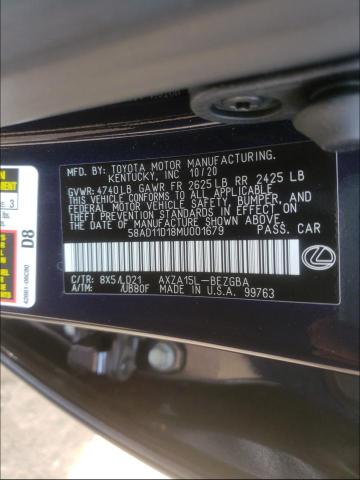 MFD. BY: TOYOTA MOTOR MANUFACTURING,
KENTUCKY, INC 10/20
GVWR: 4740LB GAWR FR 2625LB RR 2425 LB
THIS VEHICLE CONFORMS TO ALL APPLICABLE
FEDERAL MOTOR VEHICLE SAFETY, BUMPER, AND
THEFT PREVENTION STANDARDS IN EFFECT ON THE
DATE OF MANUFACTURE SHOWN ABOVE.
58AD11D18MU001679 PASS. CAR
C/TR: 8X5/LD21 AXZA15L-BEZGBA
A/TM: /UB80F MADE IN U.S.A. 99763
3
lbs.
D8